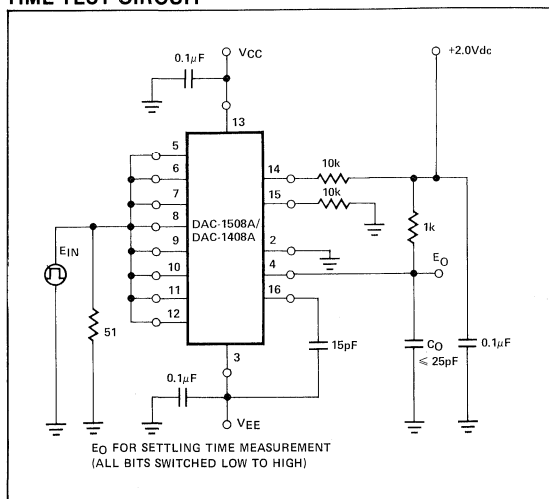 TIME TEST CIRCUIT
0.1μF
VCC
+2.0Vdc
13
5
6
7
8
9
10
11
12
DAC-1508A/
DAC-1408A
14
10k
15
10k
2
4
16
1k
EO
EIN
51
15pF
CO
≤ 25pF
0.1μF
3
0.1μF
VEE
EO FOR SETTLING TIME MEASUREMENT
(ALL BITS SWITCHED LOW TO HIGH)